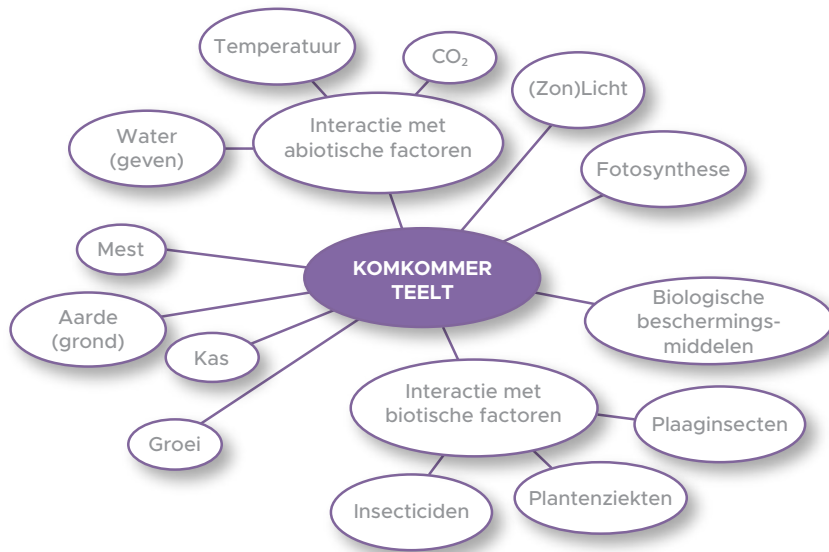 Temperatuur
CO₂
(Zon)Licht
Interactie met
abiotische factoren
Water
(geven)
Fotosynthese
Mest
KOMKOMMER
TEELT
Aarde
(grond)
Biologische
beschermings-
middelen
Kas
Interactie met
biotische factoren
Plaaginsecten
Groei
Insecticiden
Plantenziekten